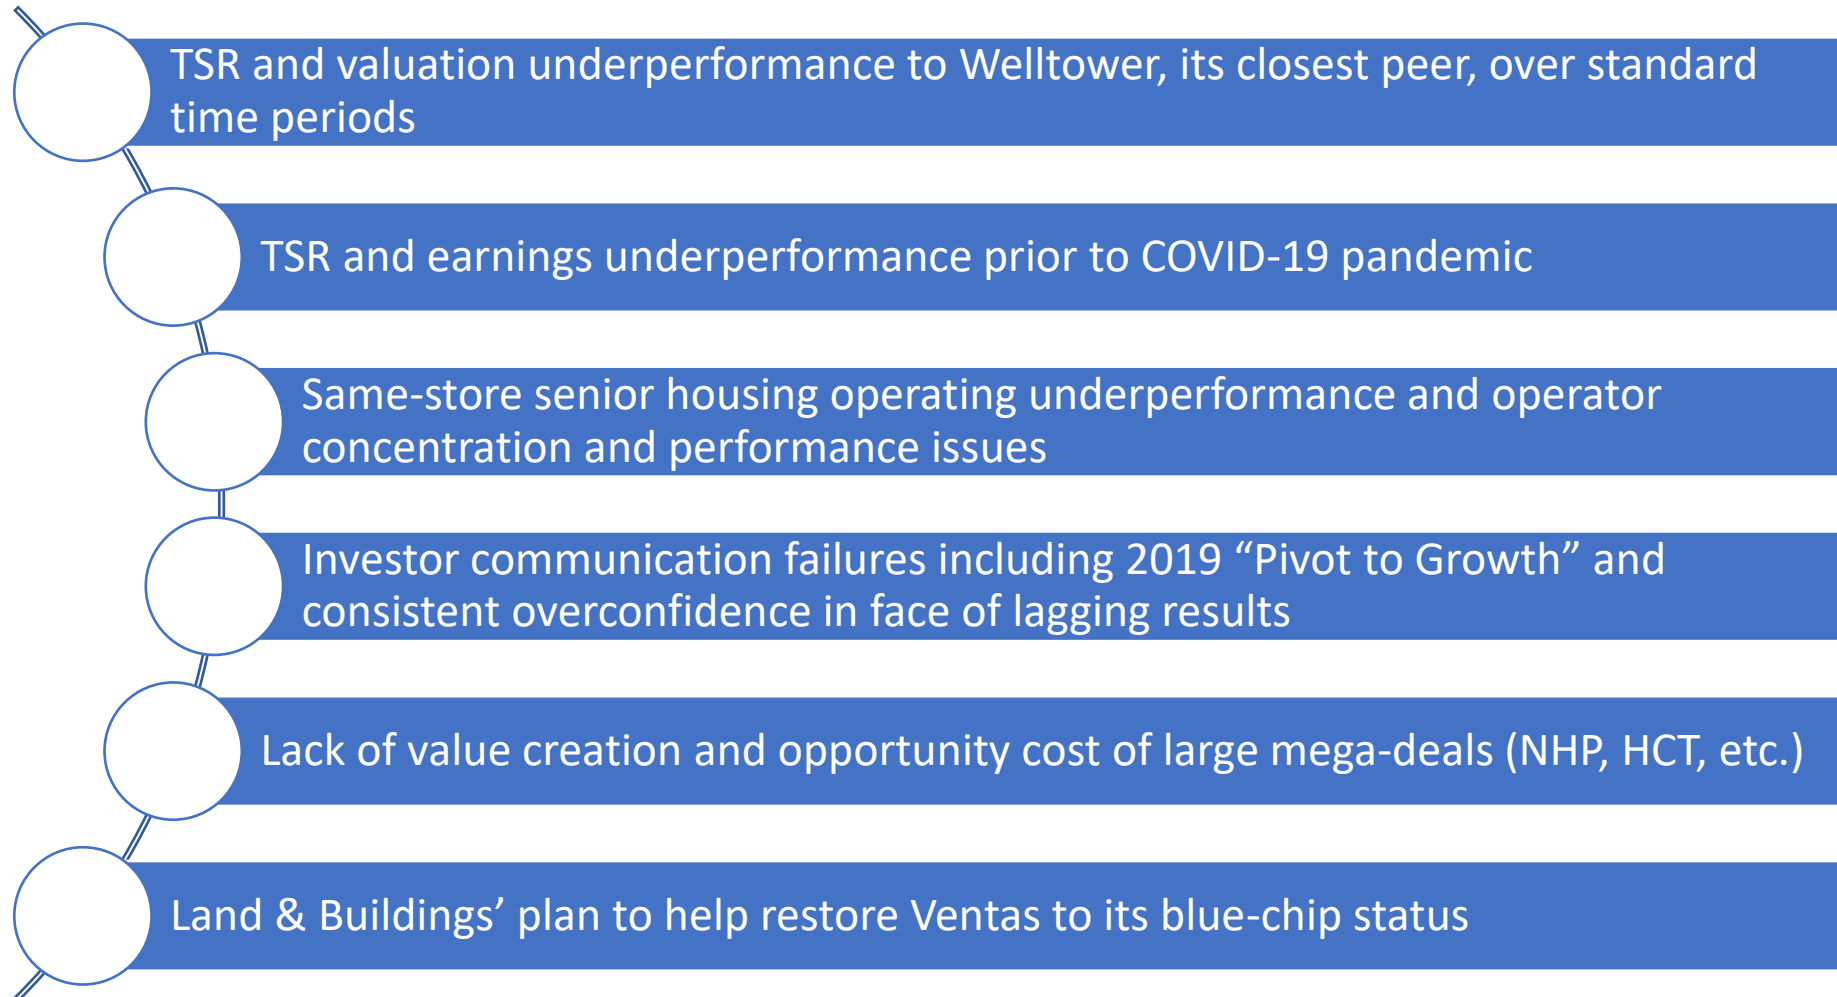 TSR and valuation underperformance to Welltower, its closest peer, over standard
time periods
TSR and earnings underperformance prior to COVID-19 pandemic
Same-store senior housing operating underperformance and operator
concentration and performance issues
Investor communication failures including 2019 “Pivot to Growth” and
consistent overconfidence in face of lagging results
Lack of value creation and opportunity cost of large mega-deals (NHP, HCT, etc.)
Land & Buildings’ plan to help restore Ventas to its blue-chip status